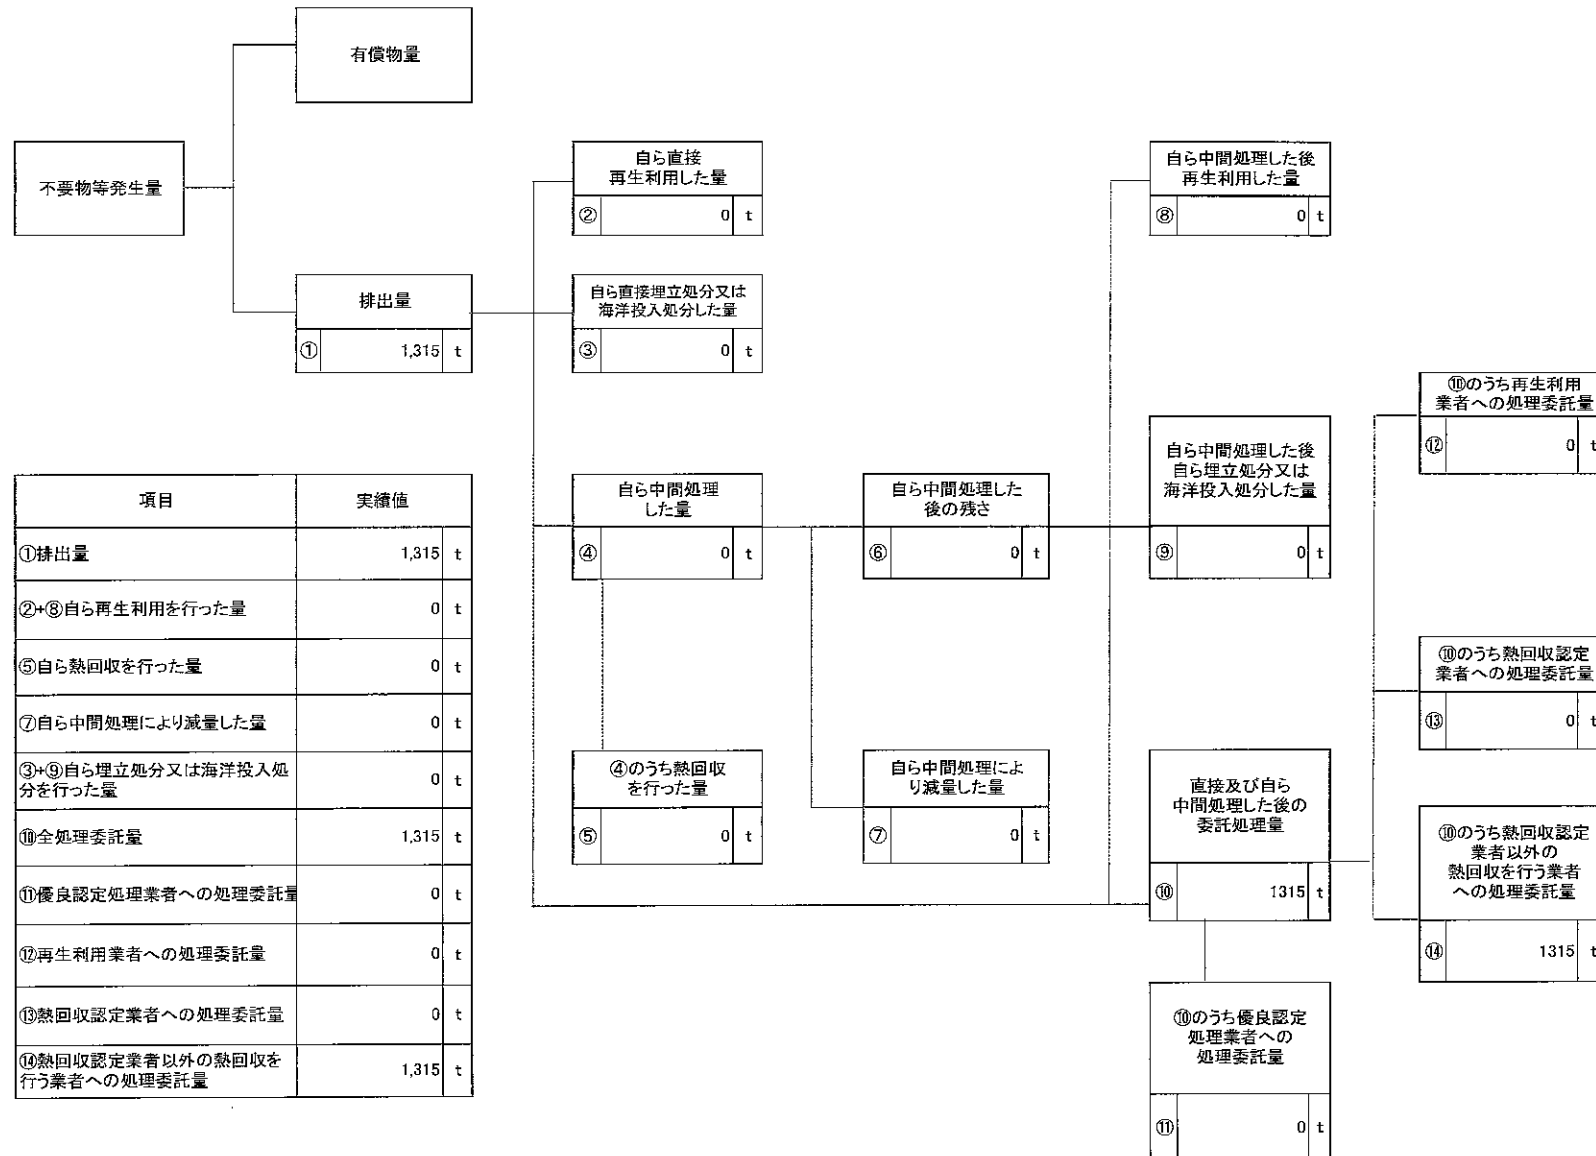 有償物量
不要物等発生量
排出量
① 1,315 t
自ら直接
再生利用した量
② 0 t
自ら直接埋立処分又は
海洋投入処分した量
③ 0 t
自ら中間処理
した量
④ 0 t
④のうち熱回収
を行った量
⑤ 0 t
自ら中間処理した
後の残さ
⑥ 0 t
自ら中間処理によ
り減量した量
⑦ 0 t
自ら中間処理した後
再生利用した量
⑧ 0 t
自ら中間処理した後
自ら埋立処分又は
海洋投入処分した量
⑨ 0 t
直接及び自ら
中間処理した後の
委託処理量
⑩ 1315 t
⑩のうち優良認定
処理業者への
処理委託量
⑪ 0 t
⑩のうち再生利用
業者への処理委託量
⑫ 0 t
⑩のうち熱回収認定
業者への処理委託量
⑬ 0 t
⑩のうち熱回収認定
業者以外の
熱回収を行う業者
への処理委託量
⑭ 1315 t
項目 実績値
①排出量 1,315 t
②+⑧自ら再生利用を行った量 0 t
⑤自ら熱回収を行った量 0 t
⑦自ら中間処理により減量した量 0 t
③+⑨自ら埋立処分又は海洋投入処
分を行った量 0 t
⑩全処理委託量 1,315 t
⑪優良認定処理業者への処理委託量 0 t
⑫再生利用業者への処理委託量 0 t
⑬熱回収認定業者への処理委託量 0 t
⑭熱回収認定業者以外の熱回収を
行う業者への処理委託量 1,315 t